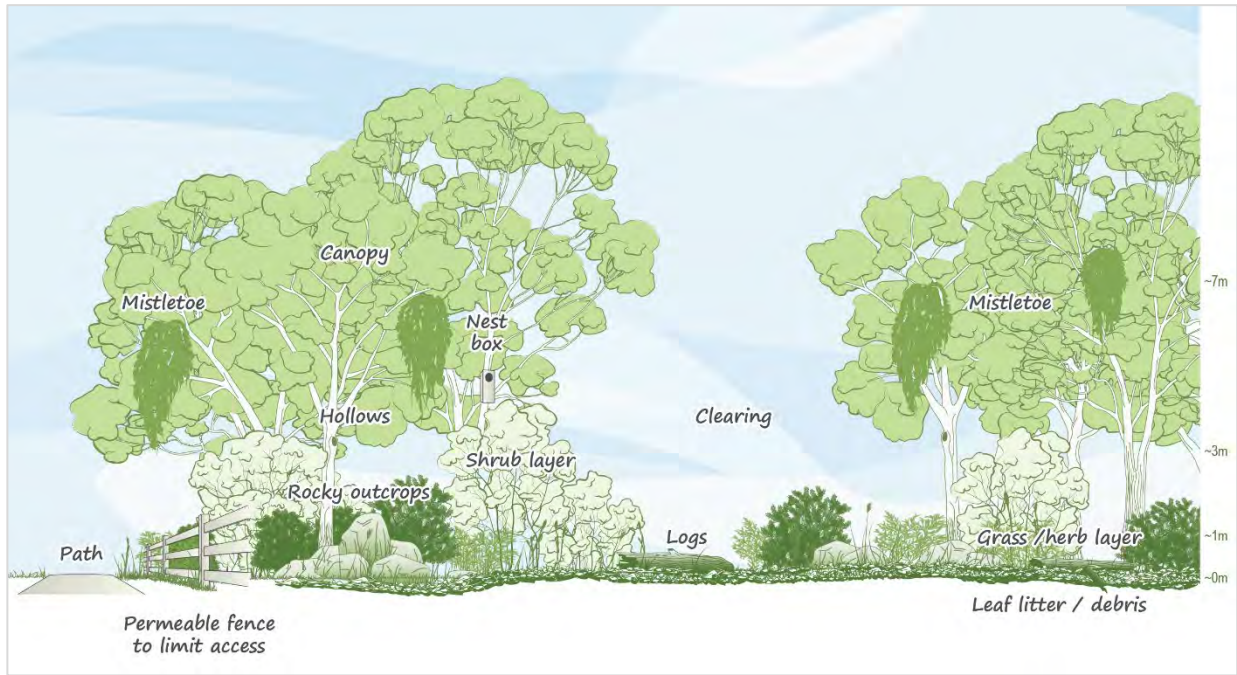 Canopy
Mistletoe
Nest
box
Hollows
Shrub layer
Rocky outcrops
Path
Permeable fence
to limit access
Clearing
Logs
Mistletoe
Grass /herb layer
Leaf litter / debris
~7m
~3m
~1m
~0m